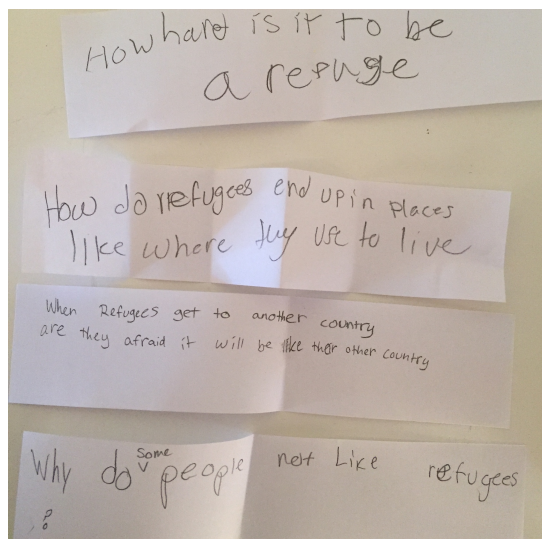 How hard is it to be
a repuge
How do refugees end up in places
like where they use to live
When Refugees get to another country
are they afraid it will be like ther other country
Why do some people not Like refugees
?